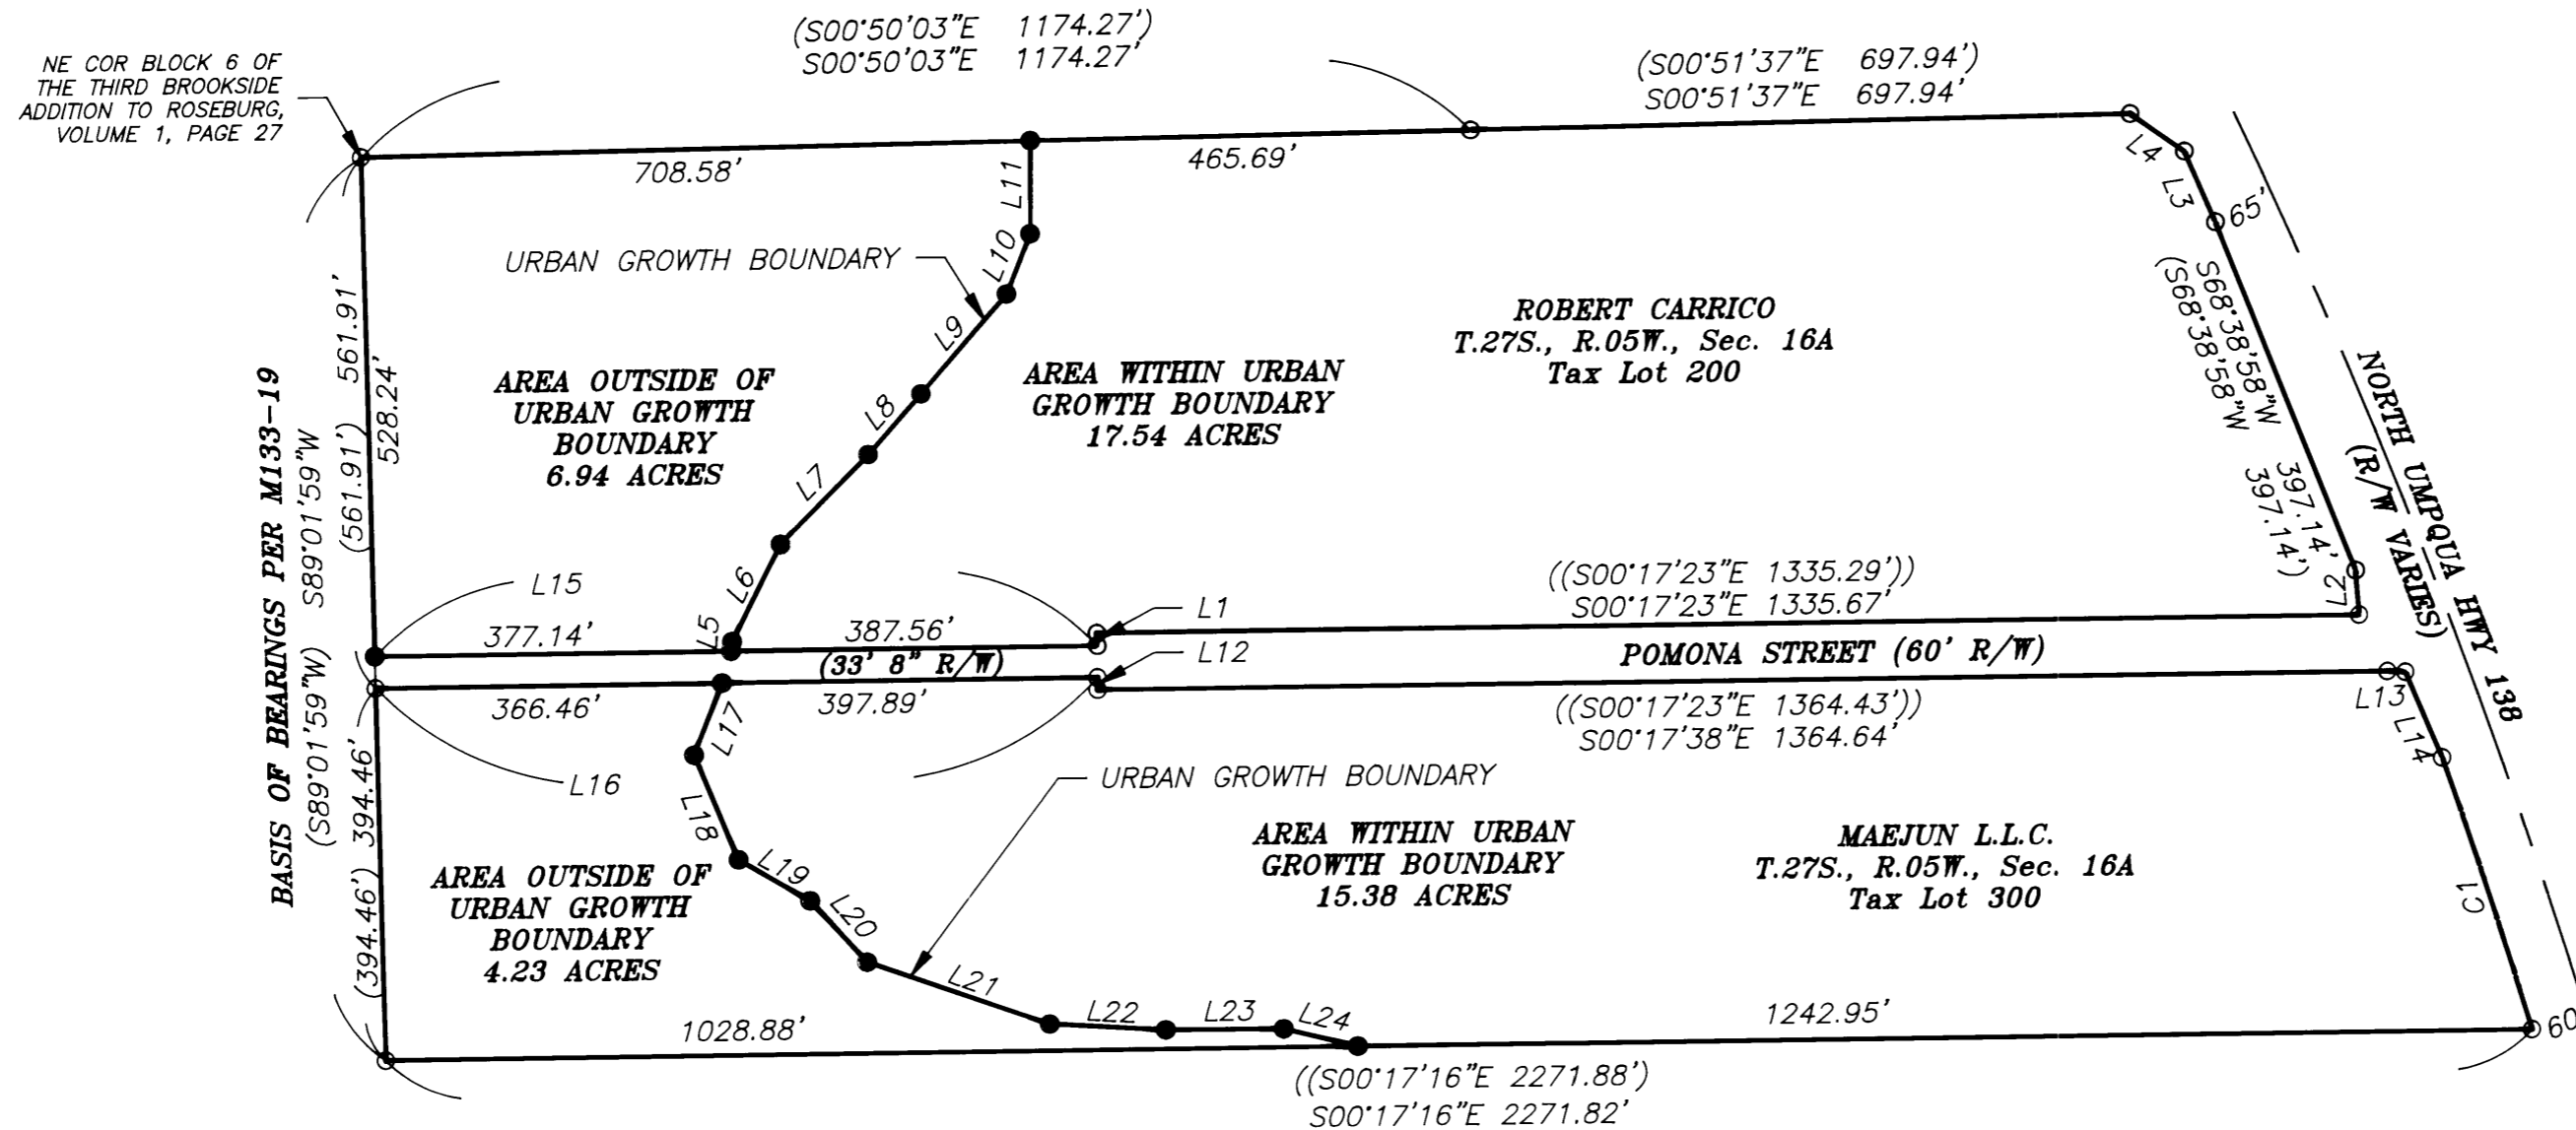 (S00°50'03"E 1174.27')
S00°50'03"E 1174.27'
(S00°51'37"E 697.94')
S00°51'37"E 697.94'
NE COR BLOCK 6 OF
THE THIRD BROOKSIDE
ADDITION TO ROSEBURG,
VOLUME 1, PAGE 27
708.58'
465.69'
L11
L10
L9
L8
L7
L6
L5
L4
L3
65'
URBAN GROWTH BOUNDARY
ROBERT CARRICO
T.27S., R.05W., Sec. 16A
Tax Lot 200
AREA OUTSIDE OF
URBAN GROWTH
BOUNDARY
6.94 ACRES
AREA WITHIN URBAN
GROWTH BOUNDARY
17.54 ACRES
S68°38'58"W 397.14'
(S68°38'58"W 397.14')
NORTH UMPQUA HWY 138
(R/W VARIES)
BASIS OF BEARINGS PER M133-19
(S89°01'59"W) S89°01'59"W
(561.91') 561.91'
528.24'
L15
377.14'
387.56'
(33' 8" R/W)
L1
L12
((S00°17'23"E 1335.29'))
S00°17'23"E 1335.67'
L2
POMONA STREET (60' R/W)
366.46'
397.89'
L16
((S00°17'23"E 1364.43'))
S00°17'38"E 1364.64'
L13
L14
C1
(394.46') 394.46'
L17
L18
L19
L20
L21
L22
L23
L24
URBAN GROWTH BOUNDARY
AREA WITHIN URBAN
GROWTH BOUNDARY
15.38 ACRES
MAEJUN L.L.C.
T.27S., R.05W., Sec. 16A
Tax Lot 300
AREA OUTSIDE OF
URBAN GROWTH
BOUNDARY
4.23 ACRES
1028.88'
1242.95'
60
((S00°17'16"E 2271.88')
S00°17'16"E 2271.82'